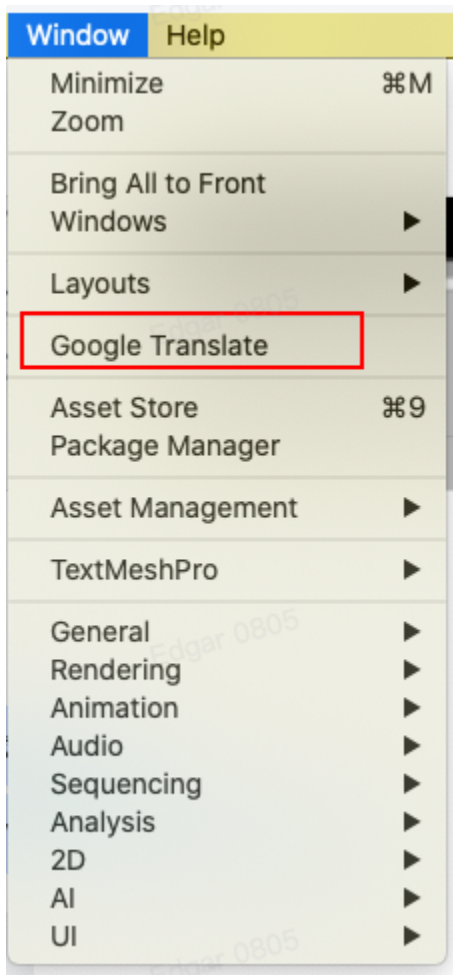 Window Help
Minimize ⌘M
Zoom
Bring All to Front
Windows ▶
Layouts ▶
Google Translate
Asset Store ⌘9
Package Manager
Asset Management ▶
TextMeshPro ▶
General ▶
Rendering ▶
Animation ▶
Audio ▶
Sequencing ▶
Analysis ▶
2D ▶
AI ▶
UI ▶
Edgar 0805
Edgar 0805
Edgar 0805